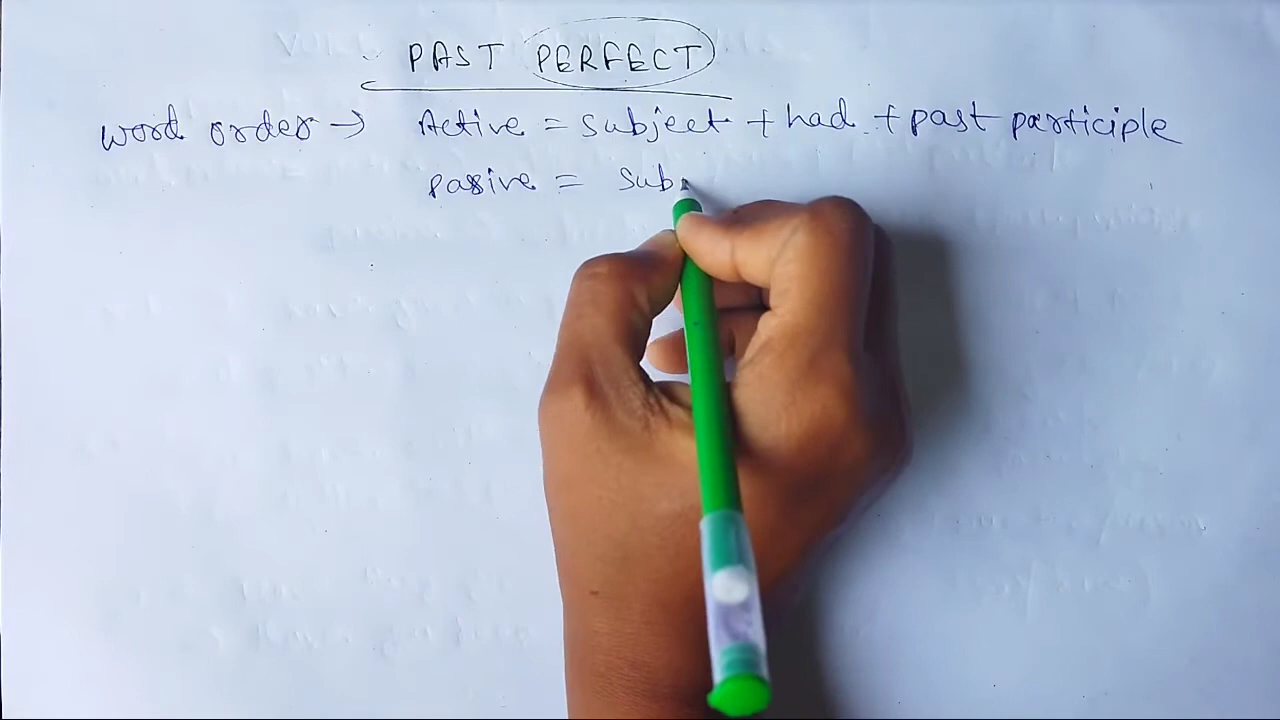 PAST PERFECT
word order → Active = subject + had + past participle
passive = sub